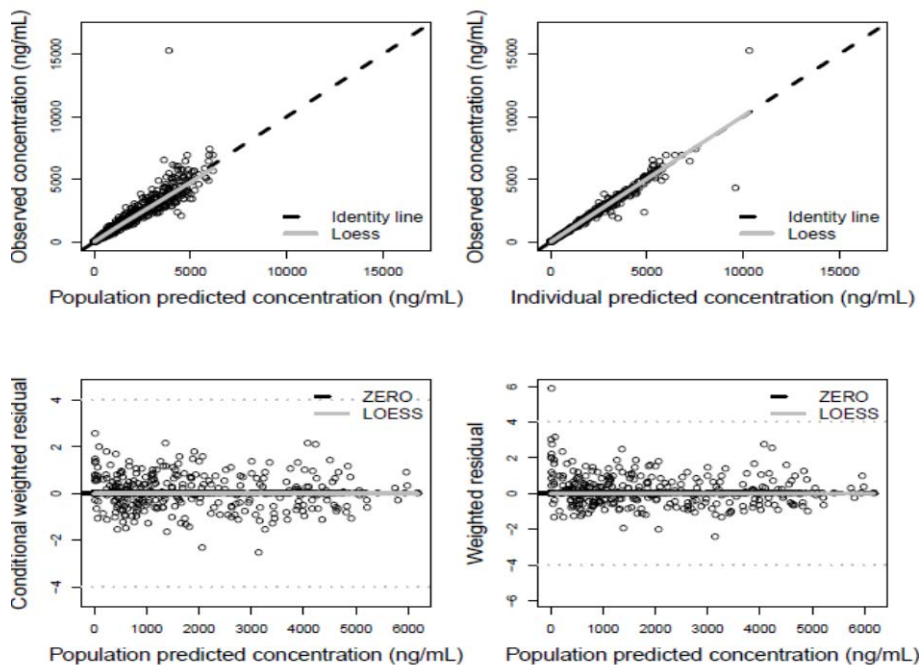 Observed concentration (ng/mL)
15000
10000
5000
0
Identity line
Loess
0 5000 10000 15000
Population predicted concentration (ng/mL)
Observed concentration (ng/mL)
15000
10000
5000
0
Identity line
Loess
0 5000 10000 15000
Individual predicted concentration (ng/mL)
Conditional weighted residual
4
2
0
-2
-4
ZERO
LOESS
0 1000 2000 3000 4000 5000 6000
Population predicted concentration (ng/mL)
Weighted residual
6
4
2
0
-2
-4
-6
ZERO
LOESS
0 1000 2000 3000 4000 5000 6000
Population predicted concentration (ng/mL)